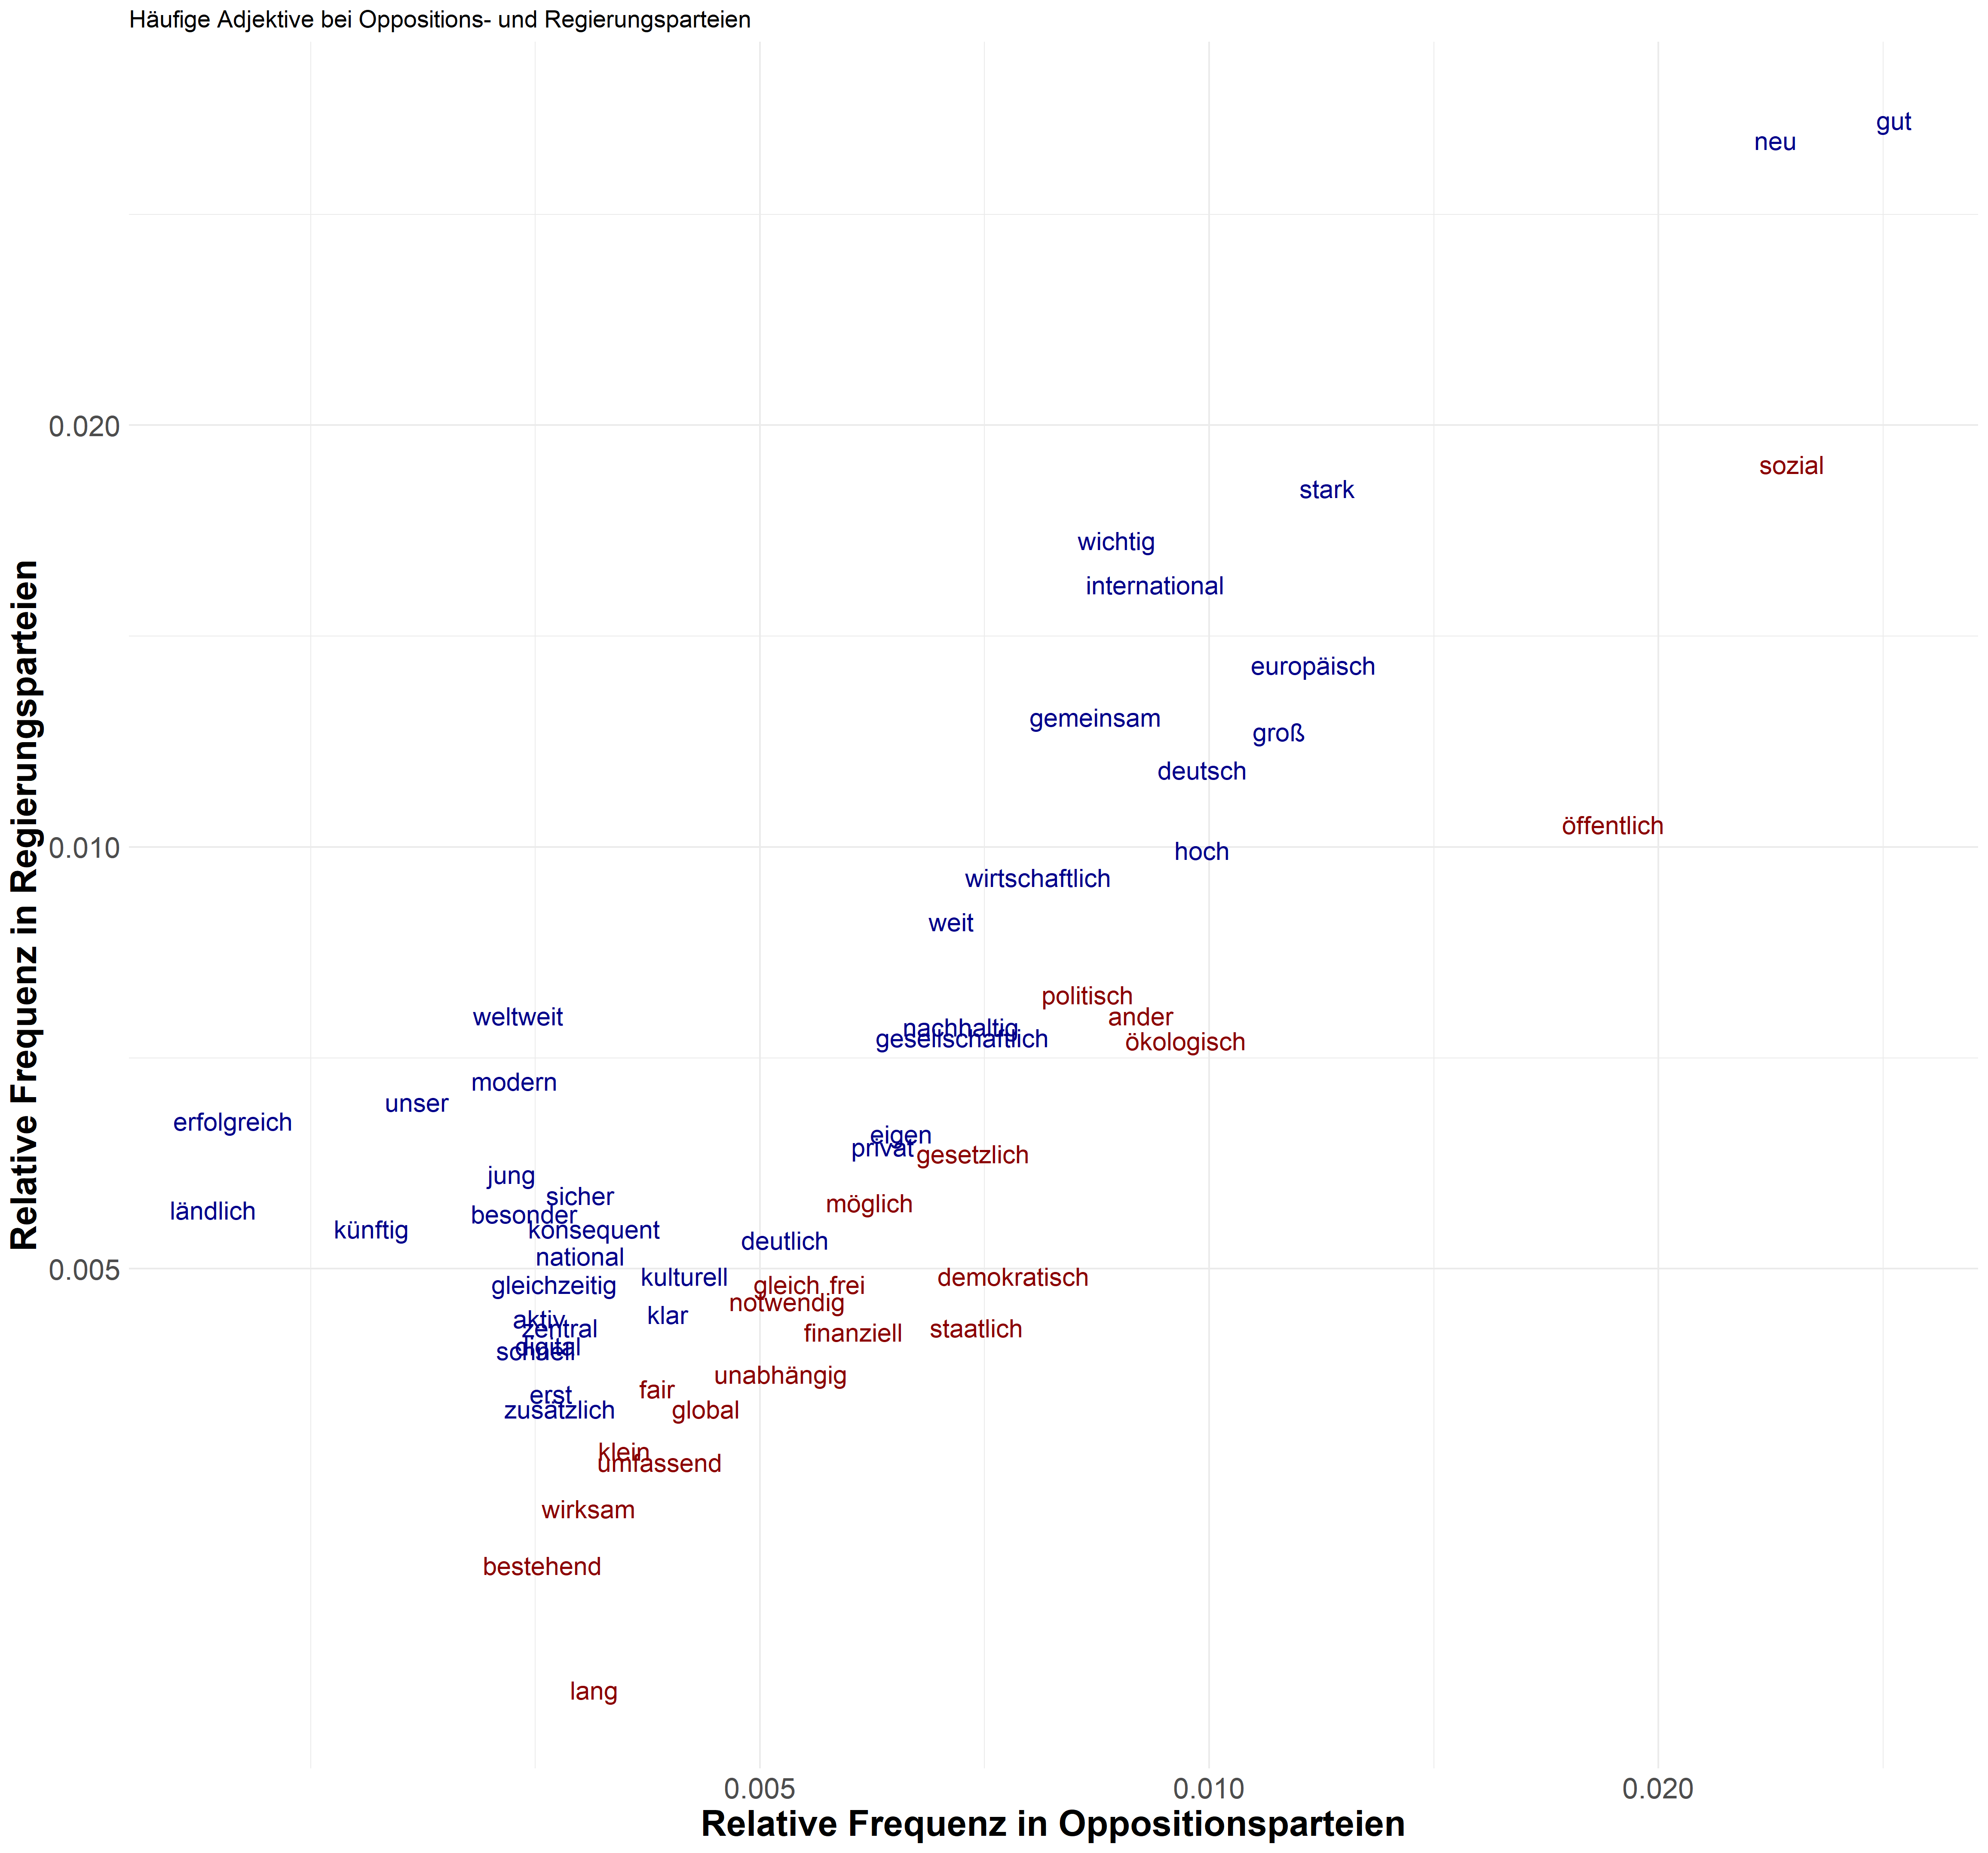 Häufige Adjektive bei Oppositions- und Regierungsparteien
gut
neu
0.020
sozial
stark
wichtig
international
europäisch
gemeinsam
groß
deutsch
öffentlich
0.010
hoch
wirtschaftlich
weit
politisch
weltweit
ander
nachhaltig
gesellschaftlich
ökologisch
modern
unser
erfolgreich
eigen
privat
gesetzlich
jung
sicher
möglich
ländlich
besonder
künftig
konsequent
deutlich
national
0.005
kulturell
demokratisch
gleichzeitig
gleich
frei
notwendig
klar
aktiv
zentral
finanziell
staatlich
digital
schnell
unabhängig
fair
erst
zusätzlich
global
klein
umfassend
wirksam
bestehend
lang
0.005
0.010
0.020
Relative Frequenz in Oppositionsparteien
Relative Frequenz in Regierungsparteien